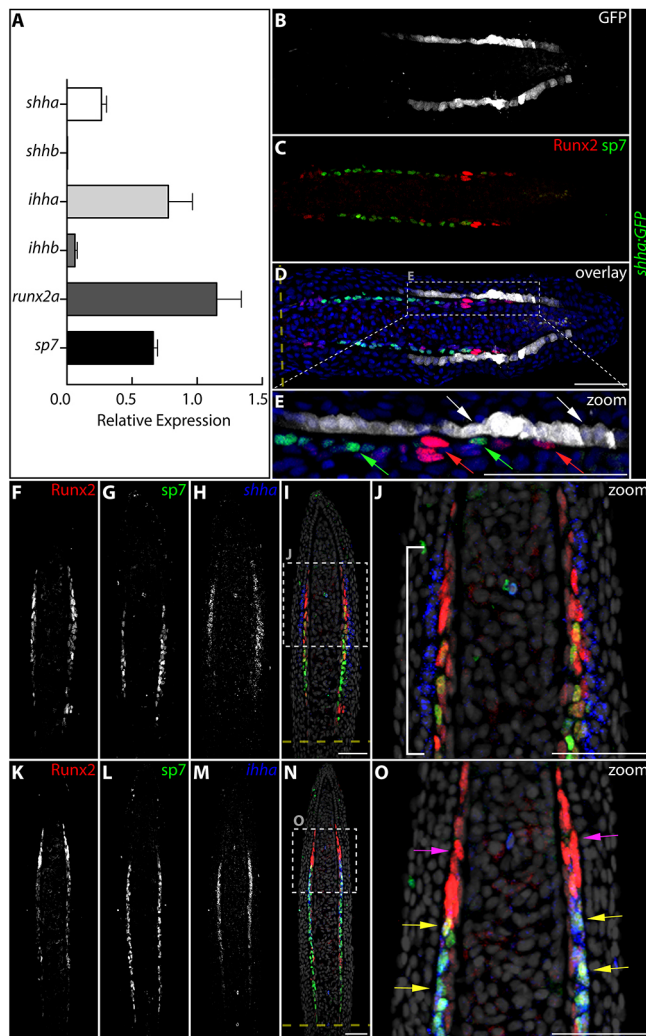 A
shha
shhb
ihha
ihhb
runx2a
sp7
0.0 0.5 1.0 1.5
Relative Expression
B GFP
C Runx2 sp7
D overlay
E
E zoom
shha:GFP
F Runx2
G sp7
H shha
I
J
J zoom
K Runx2
L sp7
M ihha
N
O
O zoom